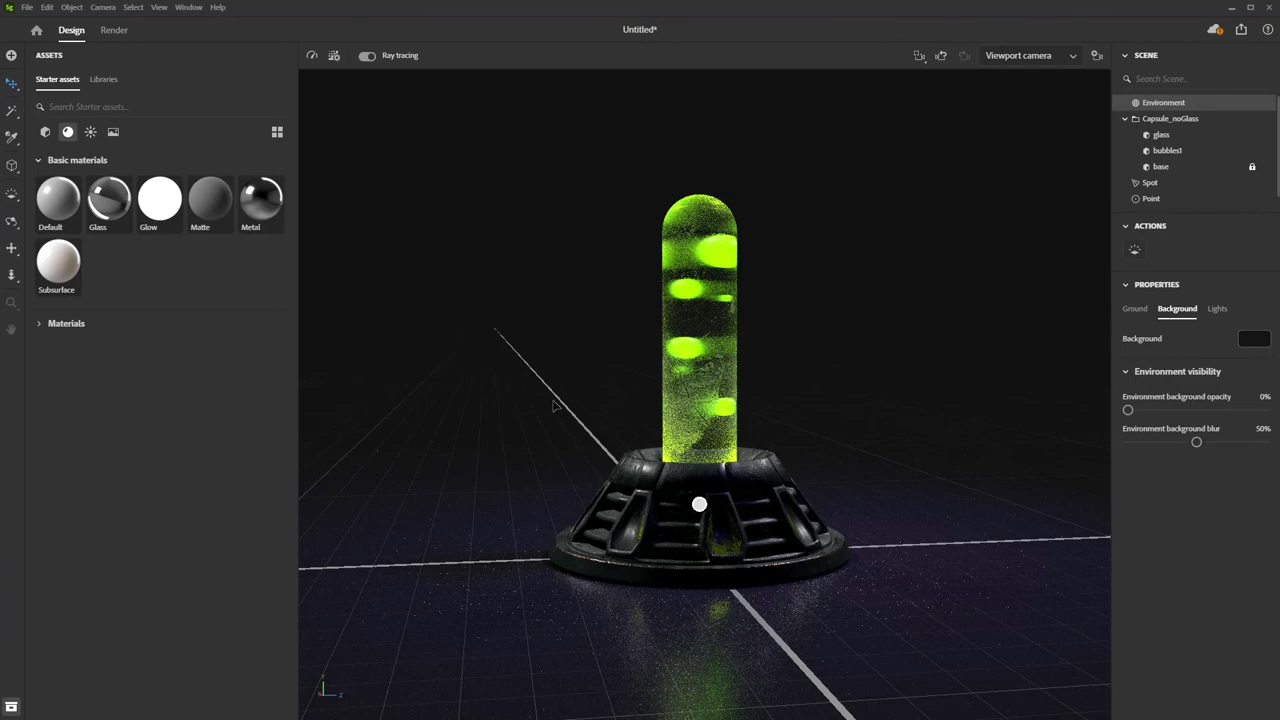 Sg File Edit Object Camera Select View Window Help
Design Render Untitled*
ASSETS
Ray tracing
Viewport camera
SCENE
Starter assets Libraries
Search Scene...
Search Starter assets...
Environment
Capsule_noGlass
glass
bubbles1
base
Spot
Point
Basic materials
Default Glass Glow Matte Metal
Subsurface
Materials
ACTIONS
PROPERTIES
Ground Background Lights
Background
Environment visibility
Environment background opacity 0%
Environment background blur 50%
Y
Z